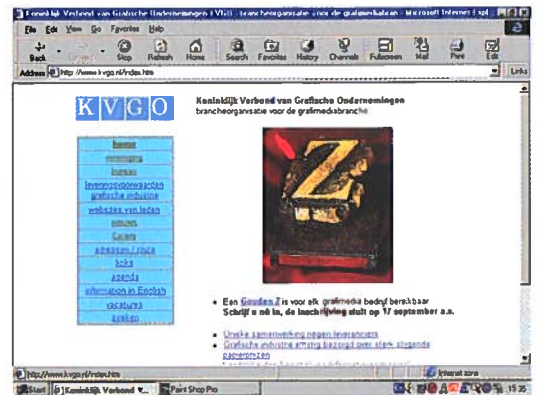 Koninklijk Verbond van Grafische Ondernemingen (KVGO) brancheorganisatie voor de grafimediabran - Microsoft Internet Expl
File Edit View Go Favorites Help
Back Stop Refresh Home Search Favorites History Channels Fullscreen Mail Print Edit
Address http://www.kvgo.nl/index.htm Links
KVGO
Koninklijk Verbond van Grafische Ondernemingen
brancheorganisatie voor de grafimediabranche
home
vereniging
bureau
leveringsvoorwaarden
grafische industrie
websites van leden
nieuws
adressen / route
links
agenda
information in English
vacatures
zoeken
Z
Een Gouden Z is voor elk grafimedia bedrijf bereikbaar
Schrijf u nú in, de inschrijving sluit op 17 september a.s.
Unieke samenwerking negen leveranciers
Grafische industrie ernstig bezorgd over sterk stijgende
papierprijzen
http://www.kvgo.nl/index.htm Internet zone
Start Koninklijk Verbond v... Paint Shop Pro 15:35